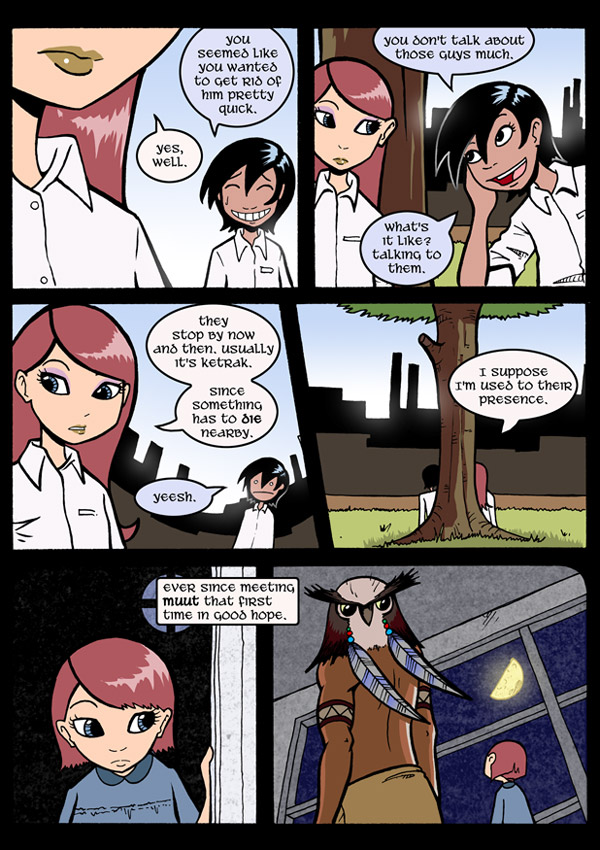 you
seemed like
you wanted
to get rid of
him pretty
quick.
yes,
well.
you don't talk about
those guys much.
what's
it like?
talking to
them.
they
stop by now
and then. usually
it's ketrak.
since
something
has to die
nearby.
yeesh.
I suppose
I'm used to their
presence.
ever since meeting
muut that first
time in good hope.